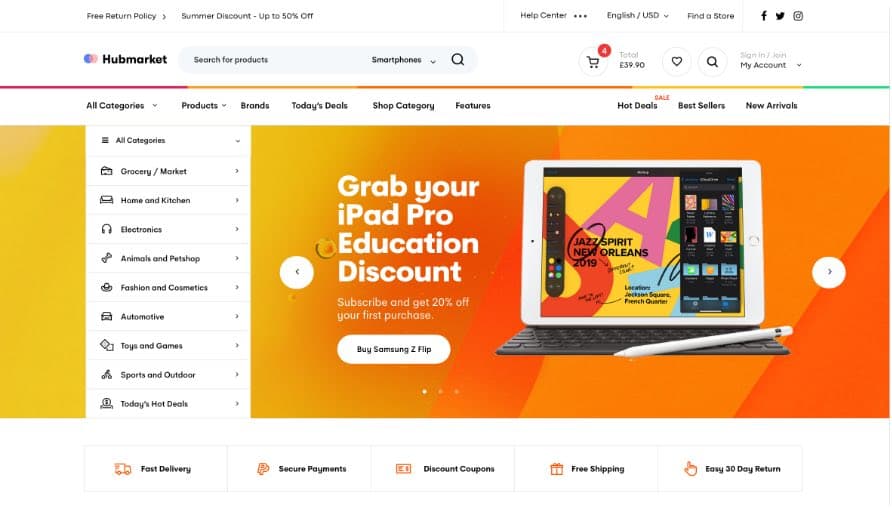 Free Return Policy
Summer Discount - Up to 50% Off
Help Center
English / USD
Find a Store
Hubmarket
Search for products
Smartphones
4
Total
£39.90
Sign In / Join
My Account
All Categories
Products
Brands
Today's Deals
Shop Category
Features
Hot Deals
SALE
Best Sellers
New Arrivals
All Categories
Grocery / Market
Home and Kitchen
Electronics
Animals and Petshop
Fashion and Cosmetics
Automotive
Toys and Games
Sports and Outdoor
Today's Hot Deals
Grab your
iPad Pro
Education
Discount
Subscribe and get 20% off
your first purchase.
Buy Samsung Z Flip
JAZZ SPIRIT
NEW ORLEANS
2019
Location:
Jackson Square,
French Quarter
Fast Delivery
Secure Payments
Discount Coupons
Free Shipping
Easy 30 Day Return